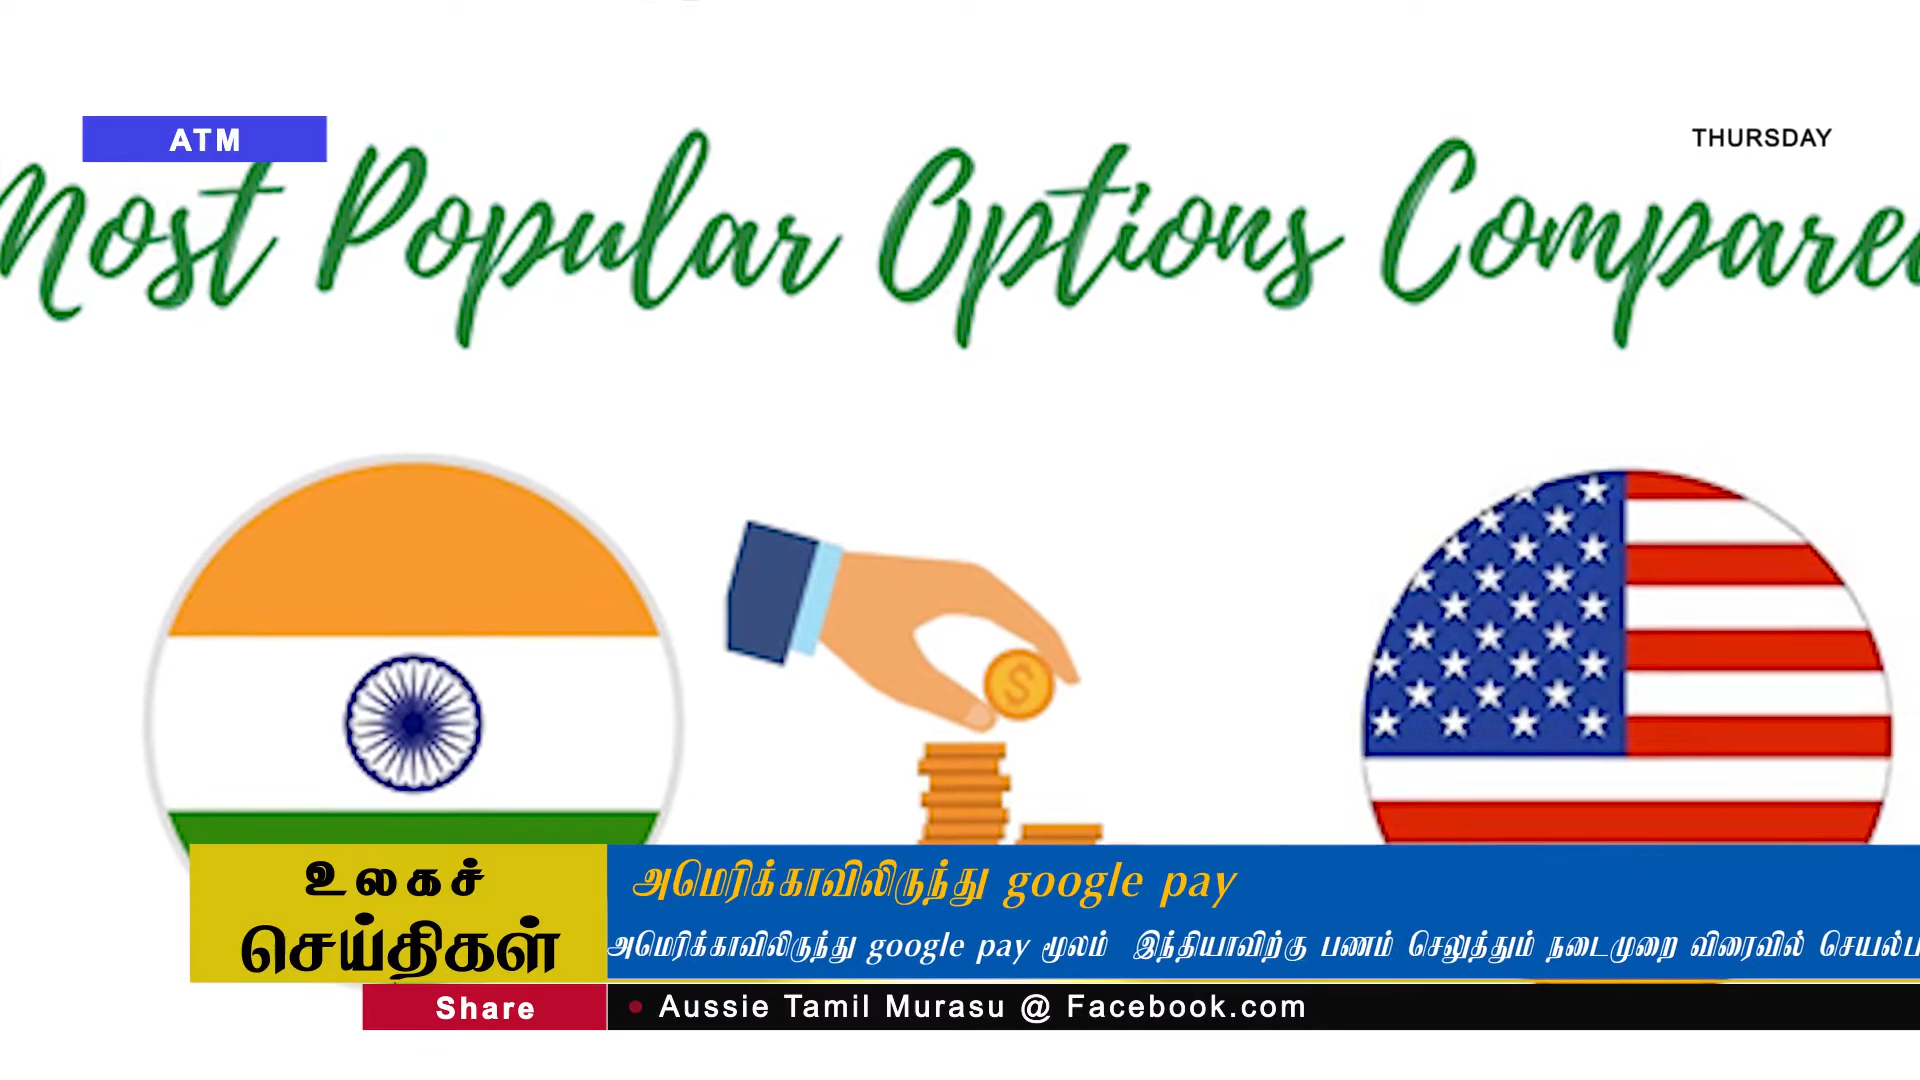 ATM
THURSDAY
Most Popular Options Compared
உலகச்
செய்திகள்
அமெரிக்காவிலிருந்து google pay
அமெரிக்காவிலிருந்து google pay மூலம் இந்தியாவிற்கு பணம் செலுத்தும் நடைமுறை விரைவில்
Share
• Aussie Tamil Murasu @ Facebook.com